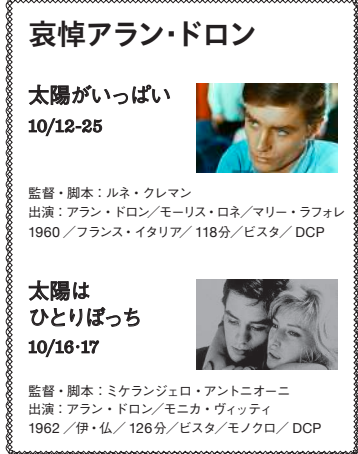 哀悼アラン・ドロン
太陽がいっぱい
10/12-25
監督・脚本：ルネ・クレマン
出演：アラン・ドロン／モーリス・ロネ／マリー・ラフォレ
1960／フランス・イタリア／118分／ビスタ／DCP
太陽は
ひとりぼっち
10/16・17
監督・脚本：ミケランジェロ・アントニオーニ
出演：アラン・ドロン／モニカ・ヴィッティ
1962／伊・仏／126分／ビスタ／モノクロ／DCP